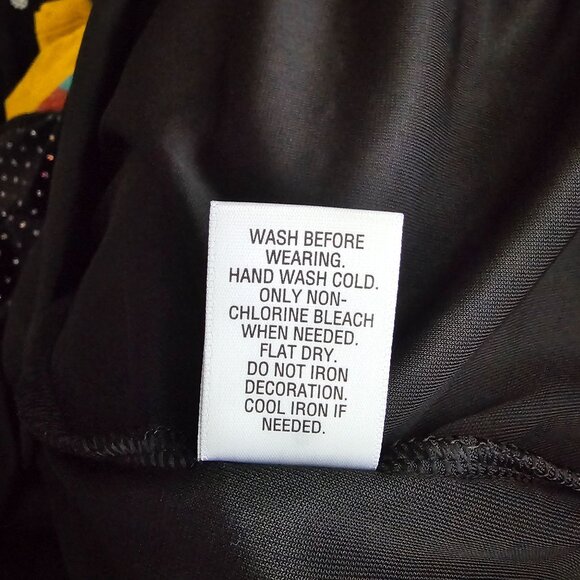 WASH BEFORE
WEARING.
HAND WASH COLD.
ONLY NON-
CHLORINE BLEACH
WHEN NEEDED.
FLAT DRY.
DO NOT IRON
DECORATION.
COOL IRON IF
NEEDED.